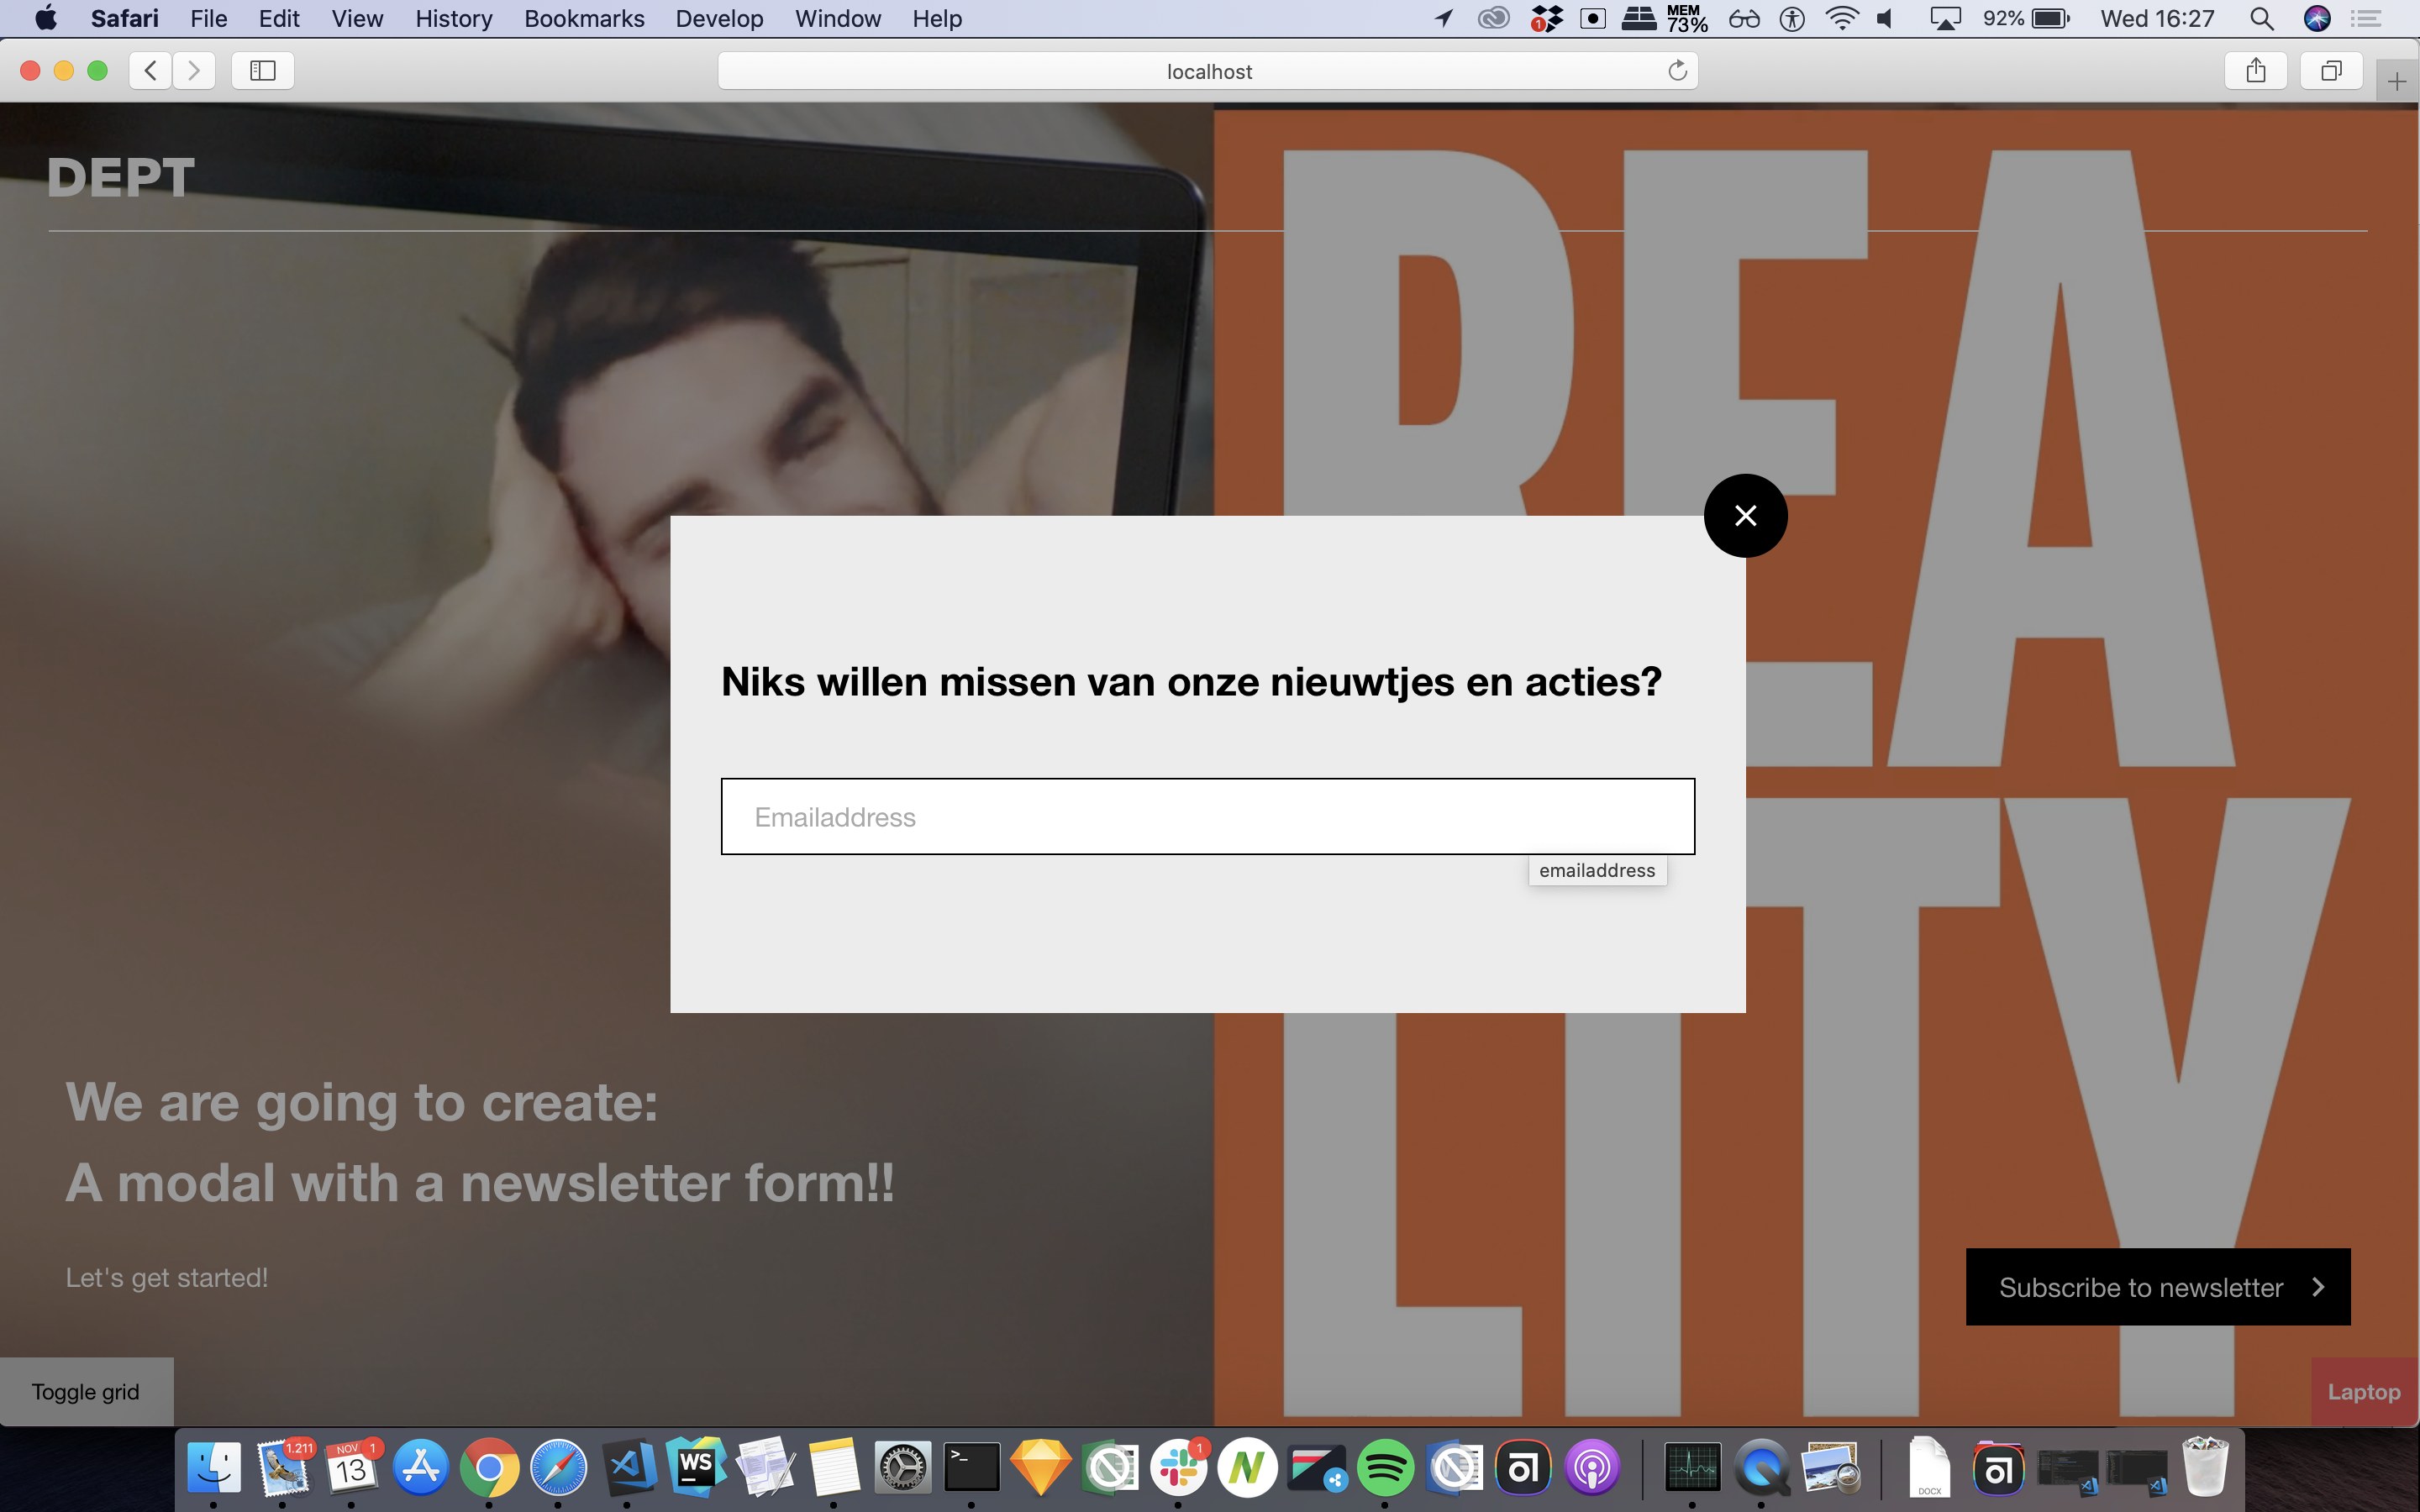 Safari File Edit View History Bookmarks Develop Window Help
1 MEM 73% 92% Wed 16:27
localhost
DEPT
REA
LITY
Niks willen missen van onze nieuwtjes en acties?
Emailaddress
emailaddress
We are going to create:
A modal with a newsletter form!!
Let's get started!
Subscribe to newsletter
Toggle grid
Laptop
1.211
NOV 1
13
WS
>_
1
N
DOCX